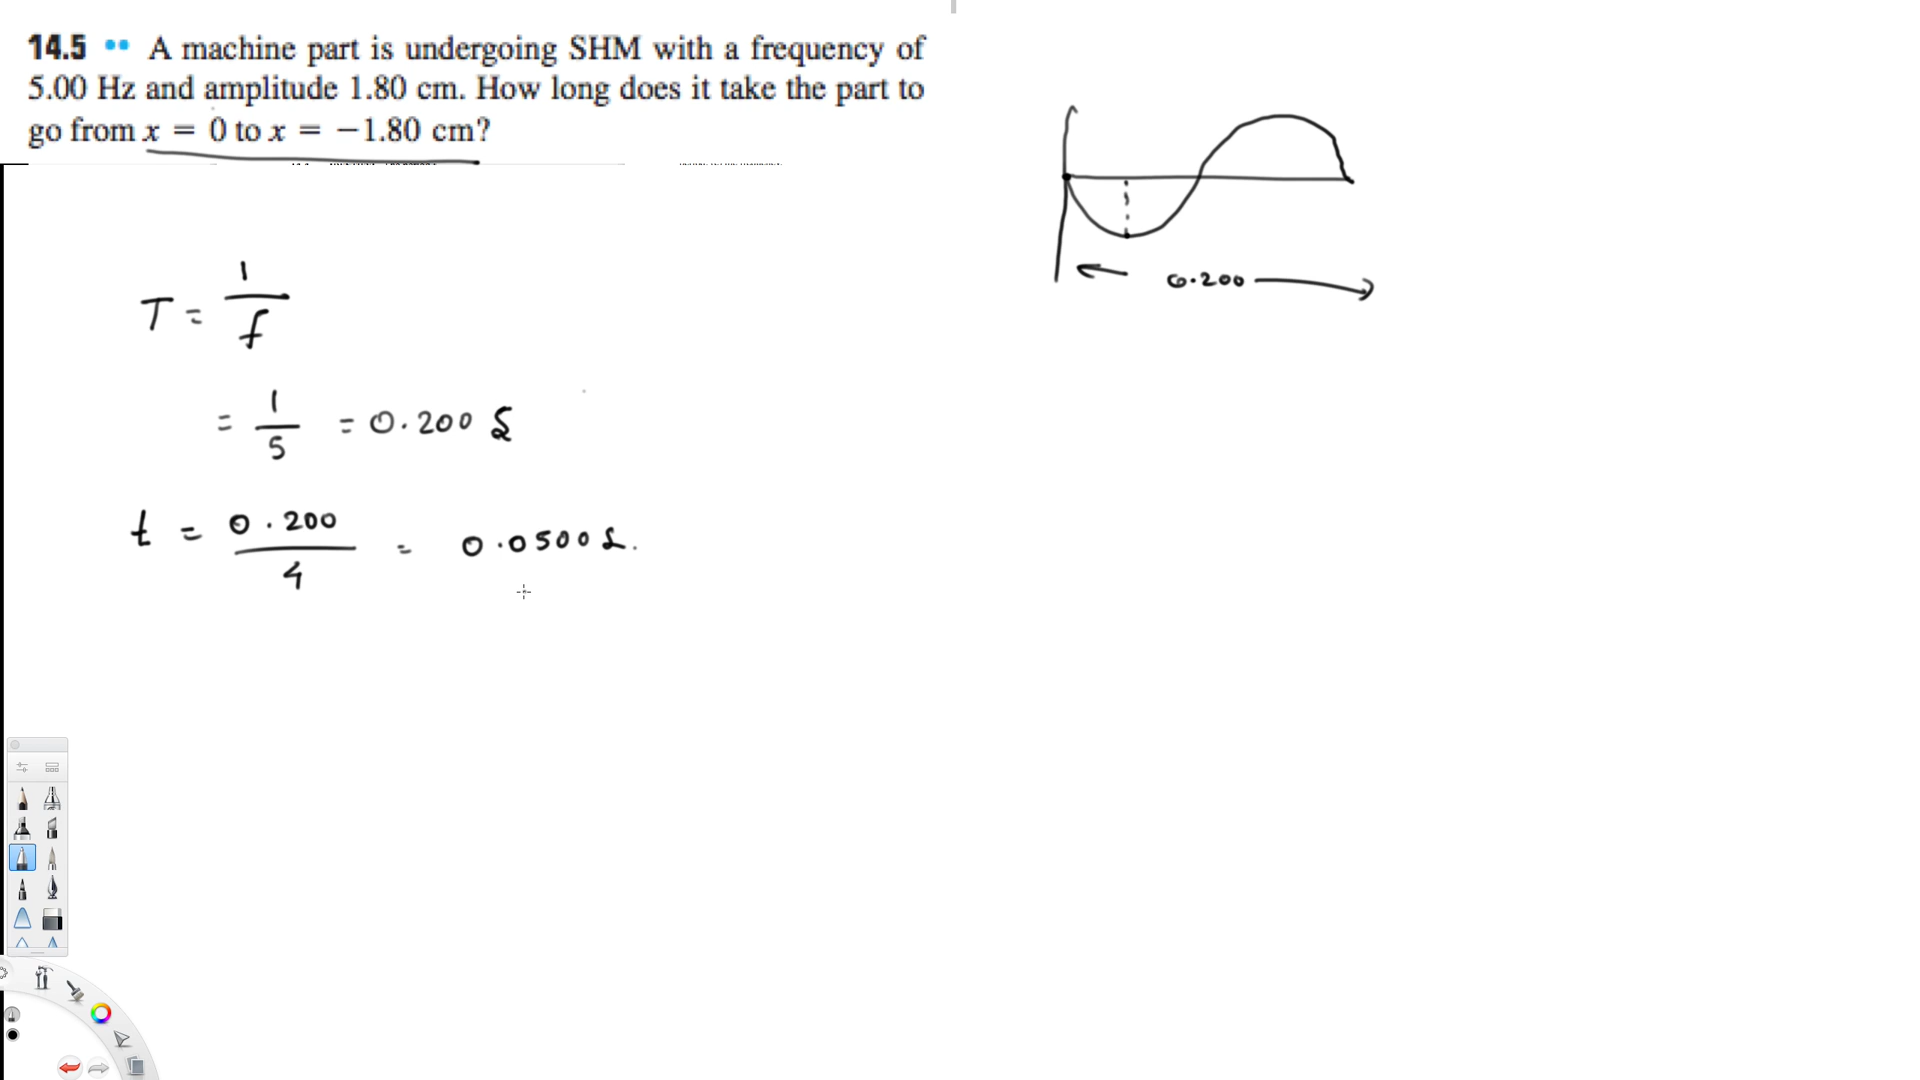 14.5 •• A machine part is undergoing SHM with a frequency of
5.00 Hz and amplitude 1.80 cm. How long does it take the part to
go from x = 0 to x = −1.80 cm?
T = 1/f
= 1/5 = 0.200 s
t = 0.200/4 = 0.0500 s.
0.200